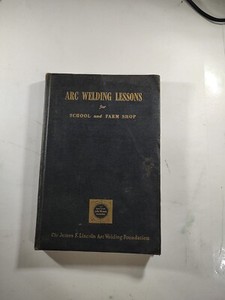 ARC WELDING LESSONS
for
SCHOOL and FARM SHOP
The James F. Lincoln Arc Welding Foundation